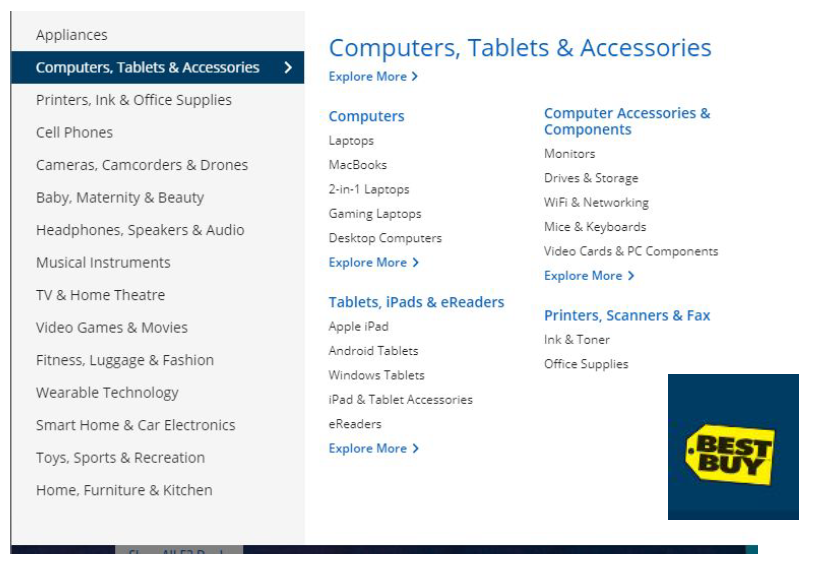 Appliances
Computers, Tablets & Accessories
Printers, Ink & Office Supplies
Cell Phones
Cameras, Camcorders & Drones
Baby, Maternity & Beauty
Headphones, Speakers & Audio
Musical Instruments
TV & Home Theatre
Video Games & Movies
Fitness, Luggage & Fashion
Wearable Technology
Smart Home & Car Electronics
Toys, Sports & Recreation
Home, Furniture & Kitchen
Computers, Tablets & Accessories
Explore More
Computers
Laptops
MacBooks
2-in-1 Laptops
Gaming Laptops
Desktop Computers
Explore More
Tablets, iPads & eReaders
Apple iPad
Android Tablets
Windows Tablets
iPad & Tablet Accessories
eReaders
Explore More
Computer Accessories &
Components
Monitors
Drives & Storage
WiFi & Networking
Mice & Keyboards
Video Cards & PC Components
Explore More
Printers, Scanners & Fax
Ink & Toner
Office Supplies
BEST
BUY